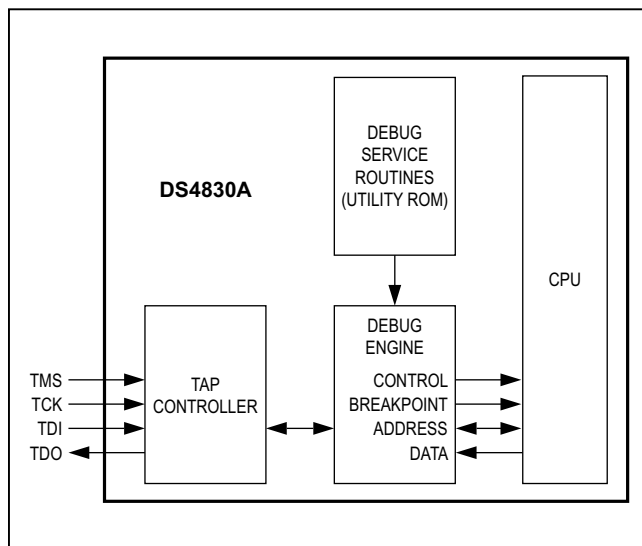 DS4830A
DEBUG
SERVICE
ROUTINES
(UTILITY ROM)
CPU
TMS
TCK
TDI
TDO
TAP
CONTROLLER
DEBUG
ENGINE
CONTROL
BREAKPOINT
ADDRESS
DATA